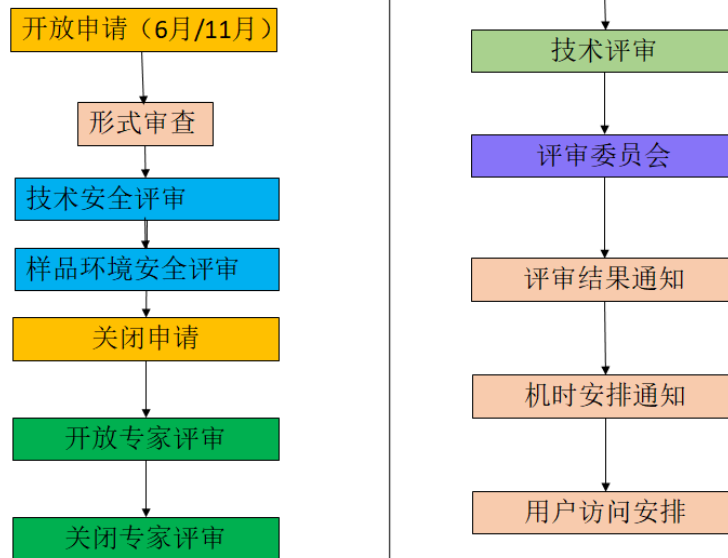 开放申请（6月/11月）
形式审查
技术安全评审
样品环境安全评审
关闭申请
开放专家评审
关闭专家评审
技术评审
评审委员会
评审结果通知
机时安排通知
用户访问安排